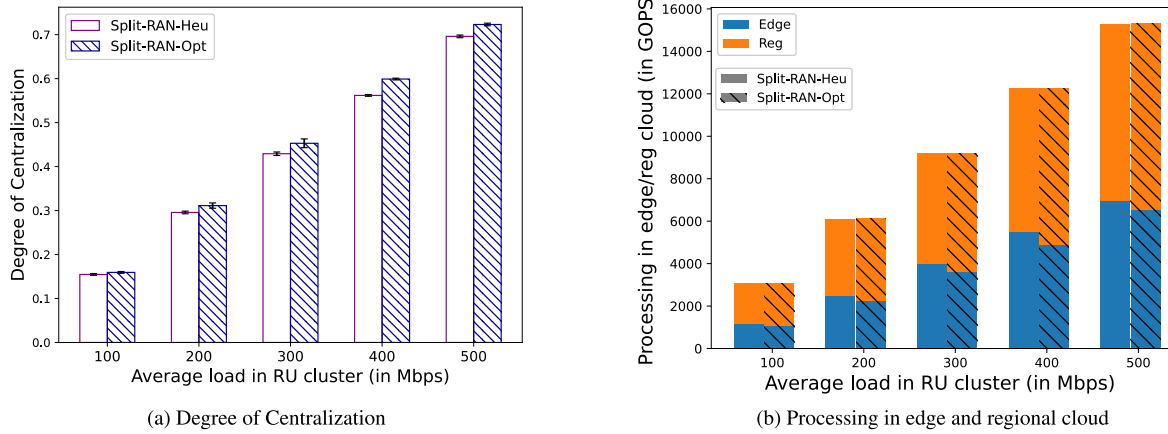 Degree of Centralization
0.7
0.6
0.5
0.4
0.3
0.2
0.1
0.0
Split-RAN-Heu
Split-RAN-Opt
100 200 300 400 500
Average load in RU cluster (in Mbps)
(a) Degree of Centralization
Processing in edge/reg cloud (in GOPS
16000
14000
12000
10000
8000
6000
4000
2000
0
Edge
Reg
Split-RAN-Heu
Split-RAN-Opt
100 200 300 400 500
Average load in RU cluster (in Mbps)
(b) Processing in edge and regional cloud